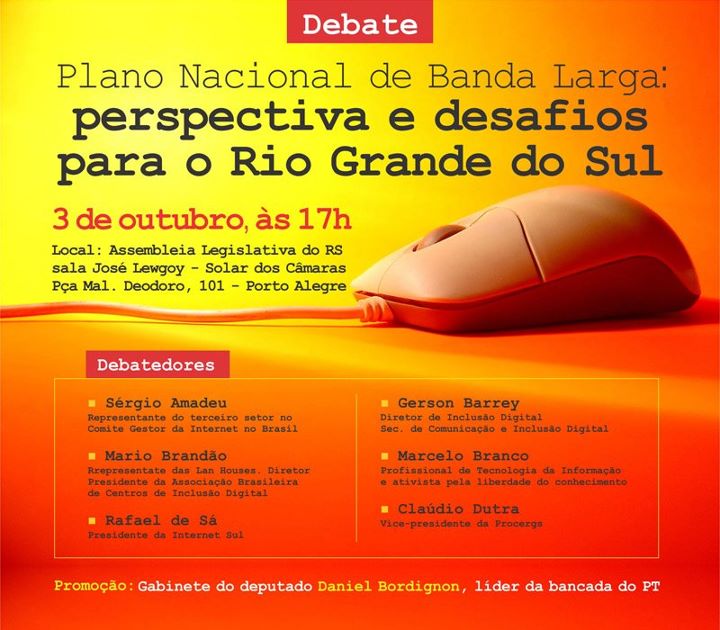 Debate
Plano Nacional de Banda Larga:
perspectiva e desafios
para o Rio Grande do Sul
3 de outubro, às 17h
Local: Assembleia Legislativa do RS
sala José Lewgoy - Solar dos Câmaras
Pça Mal. Deodoro, 101 - Porto Alegre
Debatedores
Sérgio Amadeu
Representante do terceiro setor no
Comite Gestor da Internet no Brasil
Mario Brandão
Rrepresentate das Lan Houses. Diretor
Presidente da Associação Brasileira
de Centros de Inclusão Digital
Rafael de Sá
Presidente da Internet Sul
Gerson Barrey
Diretor de Inclusão Digital
Sec. de Comunicação e Inclusão Digital
Marcelo Branco
Profissional de Tecnologia da Informação
e ativista pela liberdade do conhecimento
Claúdio Dutra
Vice-presidente da Procergs
Promoção: Gabinete do deputado Daniel Bordignon, líder da bancada do PT